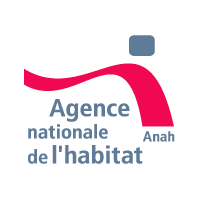 Agence
nationale
de l'habitat
Anah